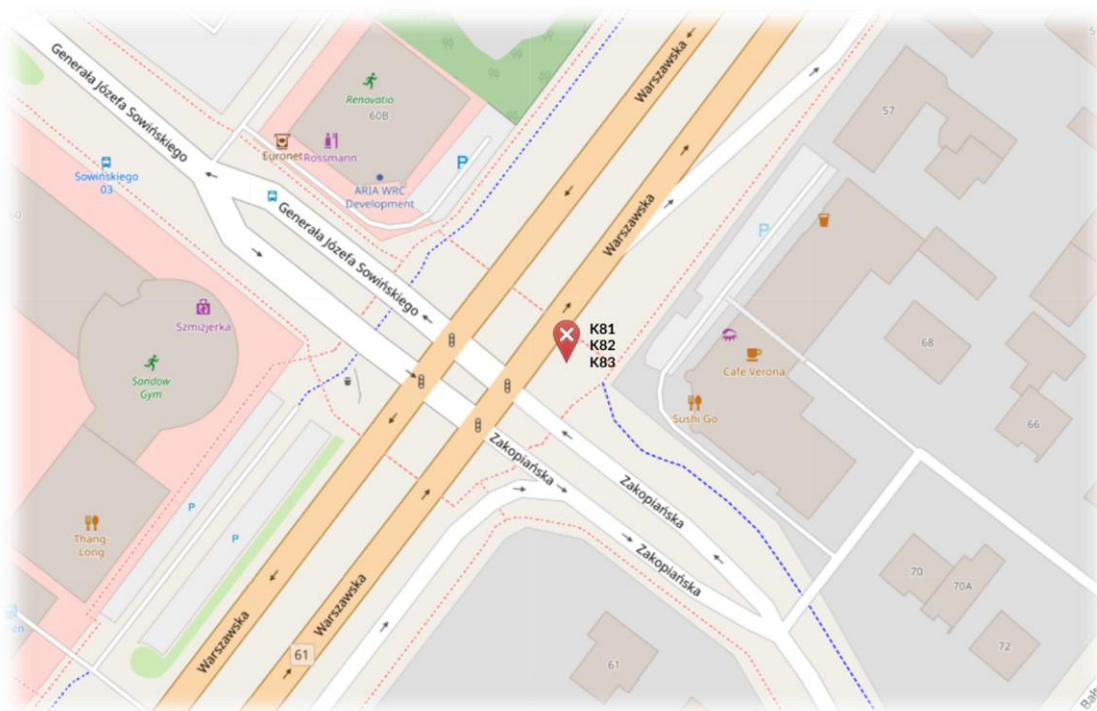 Warszawska
Generała Józefa Sowińskiego
Renovatio
60B
57
Euronet
Rossmann
P
Sowińskiego
03
ARIA WRC
Development
Warszawska
Generała Józefa Sowińskiego
P
Szmizjerka
K81
K82
K83
68
Sandow
Gym
Cafe Verona
Sushi Go
66
Zakopiańska
Zakopiańska
P
Thang-
Long
P
Zakopiańska
70
70A
Warszawska
Warszawska
61
61
72